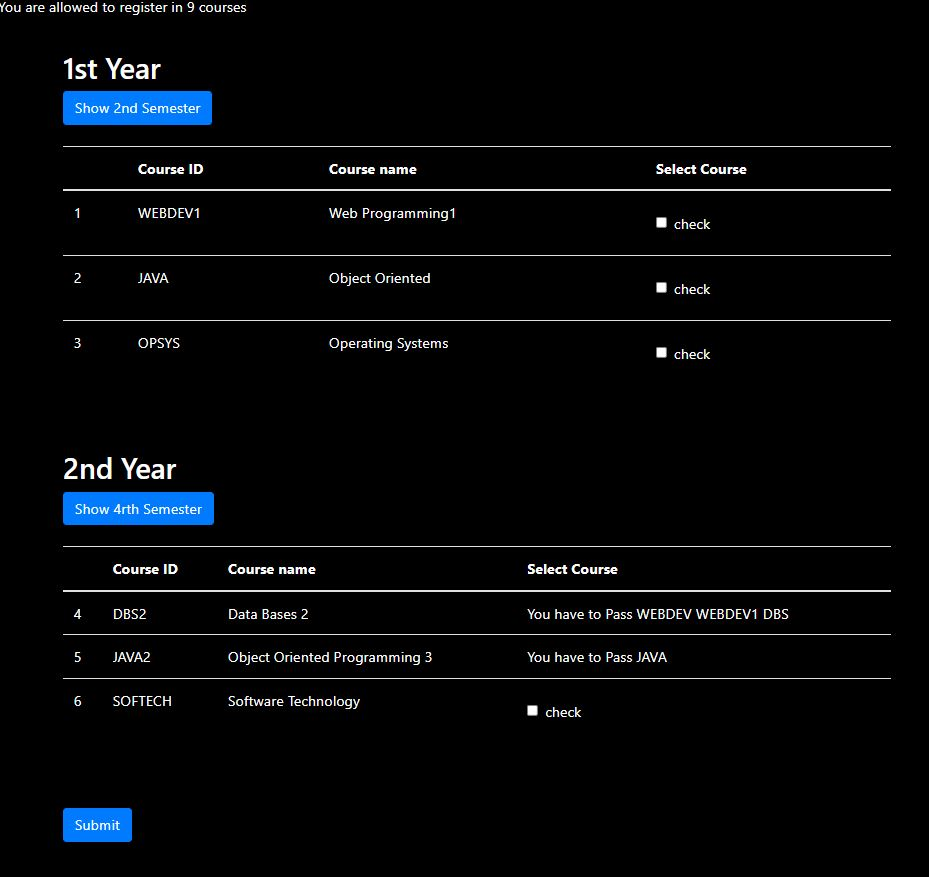 You are allowed to register in 9 courses
1st Year
Show 2nd Semester
Course ID Course name Select Course
1 WEBDEV1 Web Programming1 check
2 JAVA Object Oriented check
3 OPSYS Operating Systems check
2nd Year
Show 4rth Semester
Course ID Course name Select Course
4 DBS2 Data Bases 2 You have to Pass WEBDEV WEBDEV1 DBS
5 JAVA2 Object Oriented Programming 3 You have to Pass JAVA
6 SOFTECH Software Technology check
Submit